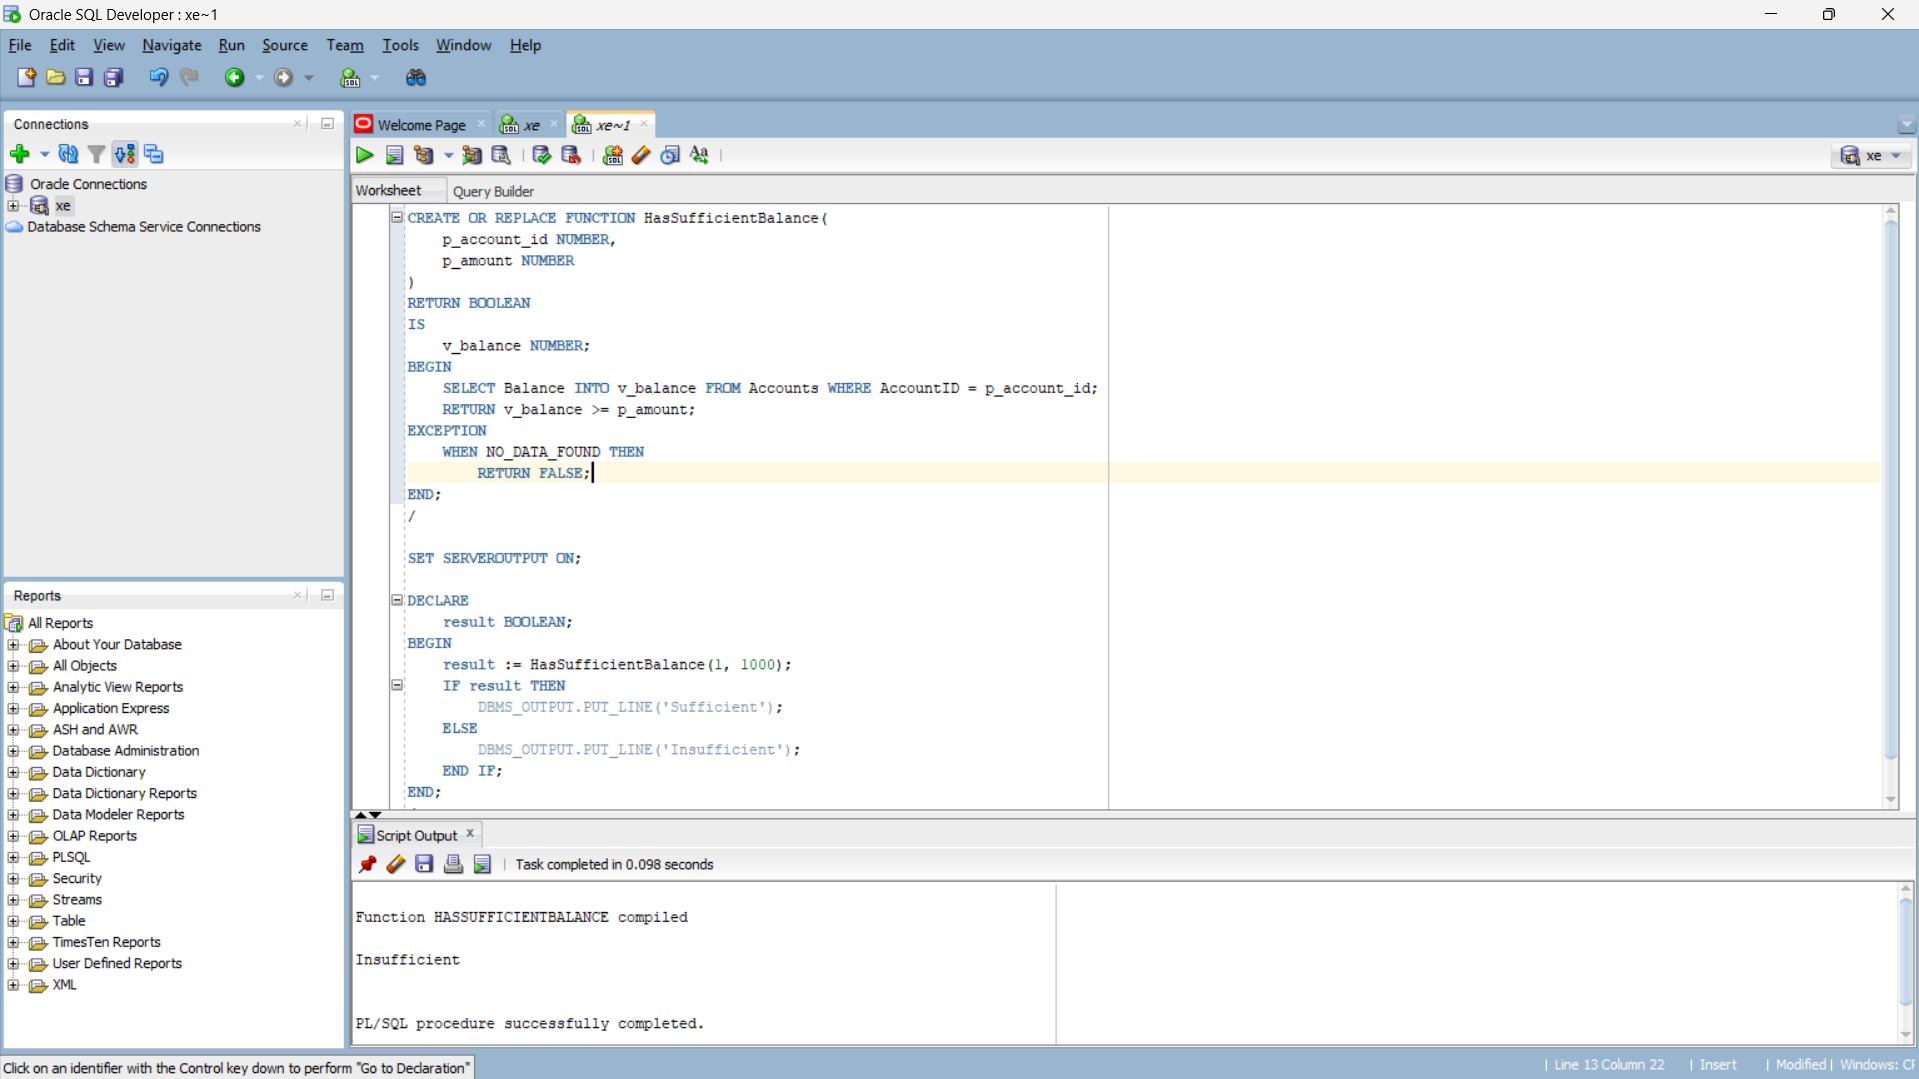 Oracle SQL Developer : xe~1
File Edit View Navigate Run Source Team Tools Window Help
Connections
Oracle Connections
xe
Database Schema Service Connections
Reports
All Reports
About Your Database
All Objects
Analytic View Reports
Application Express
ASH and AWR
Database Administration
Data Dictionary
Data Dictionary Reports
Data Modeler Reports
OLAP Reports
PLSQL
Security
Streams
Table
TimesTen Reports
User Defined Reports
XML
Welcome Page xe xe~1
xe
Worksheet Query Builder
CREATE OR REPLACE FUNCTION HasSufficientBalance(
    p_account_id NUMBER,
    p_amount NUMBER
)
RETURN BOOLEAN
IS
    v_balance NUMBER;
BEGIN
    SELECT Balance INTO v_balance FROM Accounts WHERE AccountID = p_account_id;
    RETURN v_balance >= p_amount;
EXCEPTION
    WHEN NO_DATA_FOUND THEN
        RETURN FALSE;
END;
/
SET SERVEROUTPUT ON;
DECLARE
    result BOOLEAN;
BEGIN
    result := HasSufficientBalance(1, 1000);
    IF result THEN
        DBMS_OUTPUT.PUT_LINE('Sufficient');
    ELSE
        DBMS_OUTPUT.PUT_LINE('Insufficient');
    END IF;
END;
Script Output
Task completed in 0.098 seconds
Function HASSUFFICIENTBALANCE compiled
Insufficient
PL/SQL procedure successfully completed.
Click on an identifier with the Control key down to perform "Go to Declaration"
Line 13 Column 22 | Insert | Modified | Windows: